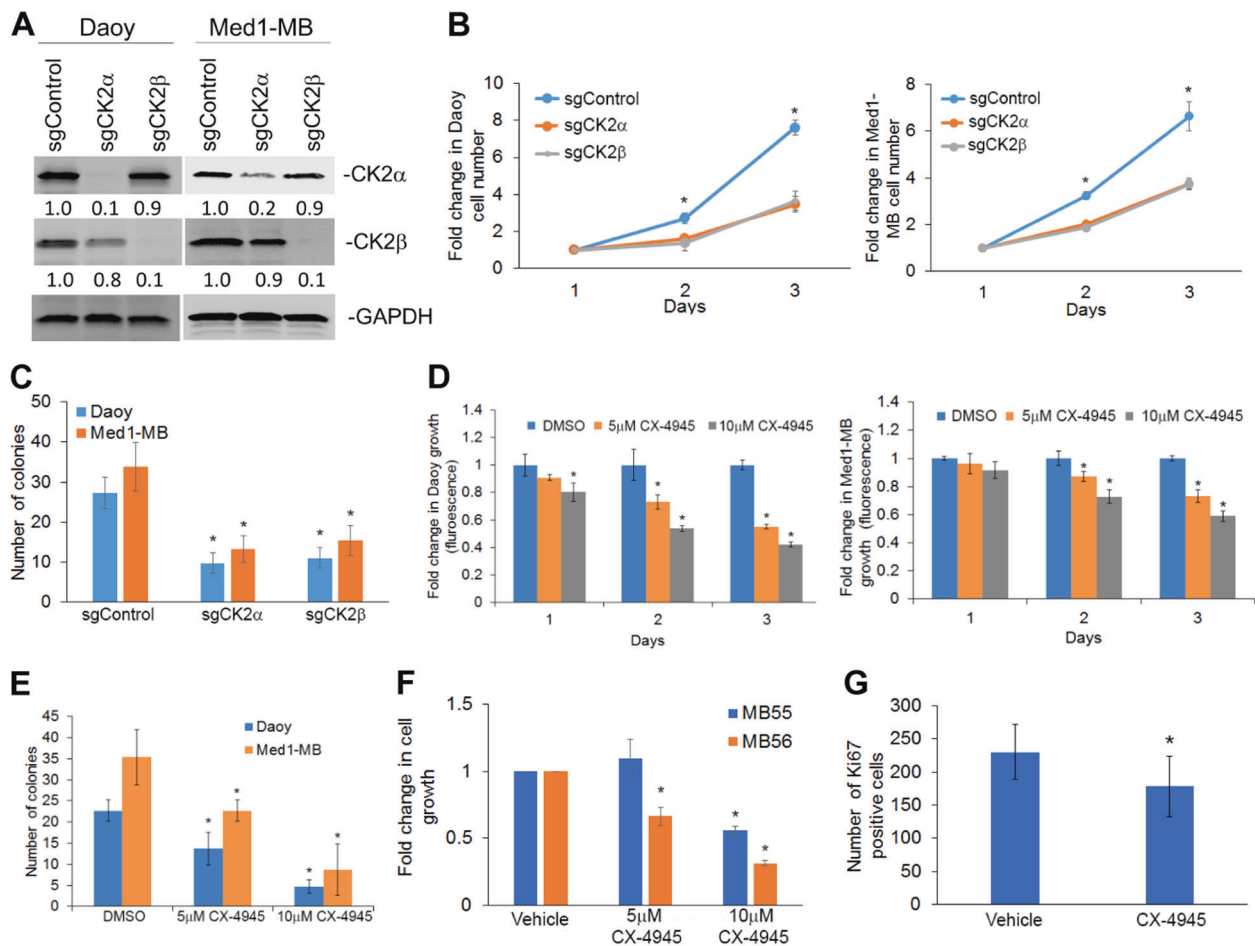 A
Daoy
Med1-MB
sgControl
sgCK2α
sgCK2β
sgControl
sgCK2α
sgCK2β
-CK2α
1.0 0.1 0.9 1.0 0.2 0.9
-CK2β
1.0 0.8 0.1 1.0 0.9 0.1
-GAPDH
B
Fold change in Daoy
cell number
10
8
6
4
2
0
sgControl
sgCK2α
sgCK2β
*
*
1 2 3
Days
Fold change in Med1-
MB cell number
8
6
4
2
0
sgControl
sgCK2α
sgCK2β
*
*
1 2 3
Days
C
Number of colonies
50
40
30
20
10
0
Daoy
Med1-MB
* * * *
sgControl sgCK2α sgCK2β
D
Fold change in Daoy growth
(fluroescence)
1.4
1.2
1
0.8
0.6
0.4
0.2
0
DMSO 5μM CX-4945 10μM CX-4945
* * * * *
1 2 3
Days
Fold change in Med1-MB
growth (fluorescence)
1.4
1.2
1
0.8
0.6
0.4
0.2
0
DMSO 5μM CX-4945 10μM CX-4945
* * * *
1 2 3
Days
E
Number of colonies
45
40
35
30
25
20
15
10
5
0
Daoy
Med1-MB
* * * *
DMSO 5μM CX-4945 10μM CX-4945
F
Fold change in cell
growth
1.5
1
0.5
0
MB55
MB56
* * *
Vehicle 5μM 10μM
CX-4945 CX-4945
G
Number of Ki67
positive cells
300
250
200
150
100
50
0
*
Vehicle CX-4945